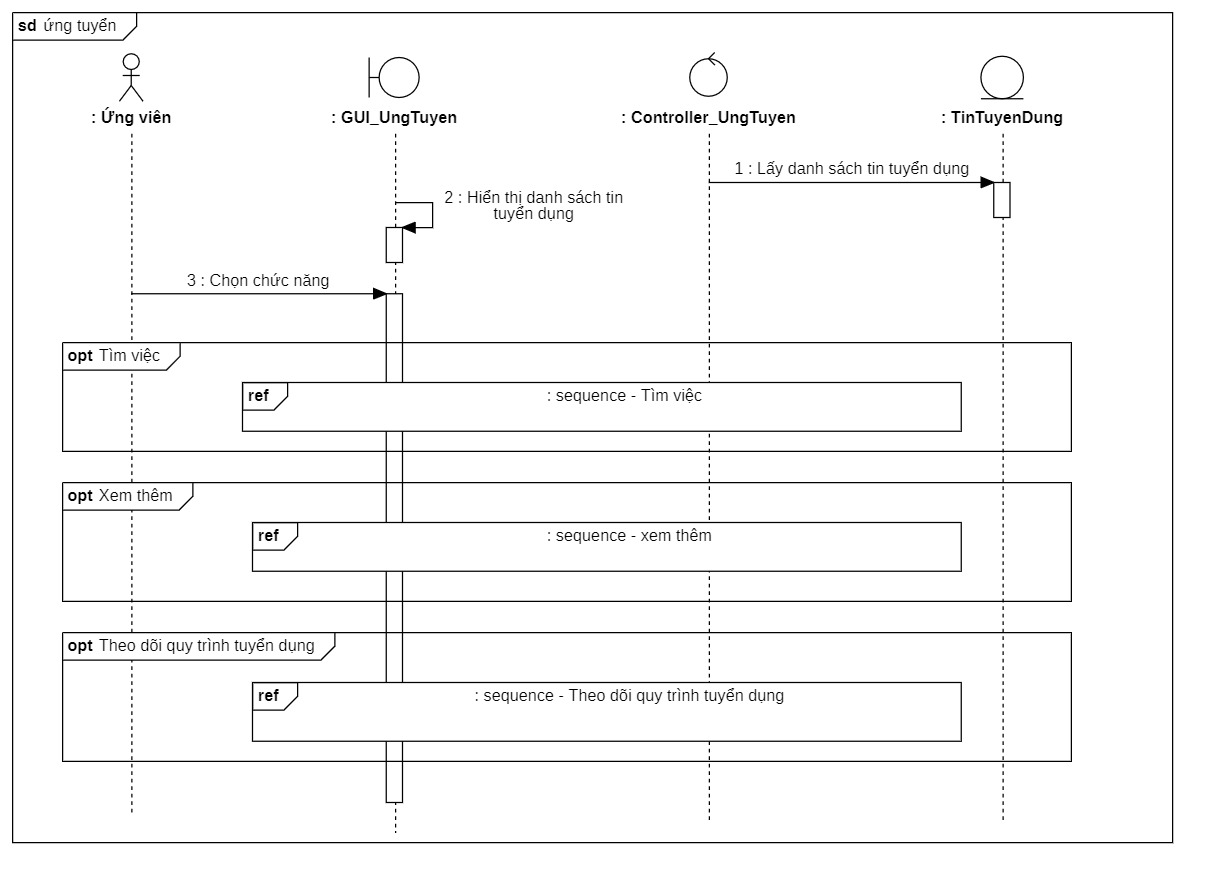 sd ứng tuyển
: Ứng viên
: GUI_UngTuyen
: Controller_UngTuyen
: TinTuyenDung
1 : Lấy danh sách tin tuyển dụng
2 : Hiển thị danh sách tin
tuyển dụng
3 : Chọn chức năng
opt Tìm việc
ref : sequence - Tìm việc
opt Xem thêm
ref : sequence - xem thêm
opt Theo dõi quy trình tuyển dụng
ref : sequence - Theo dõi quy trình tuyển dụng